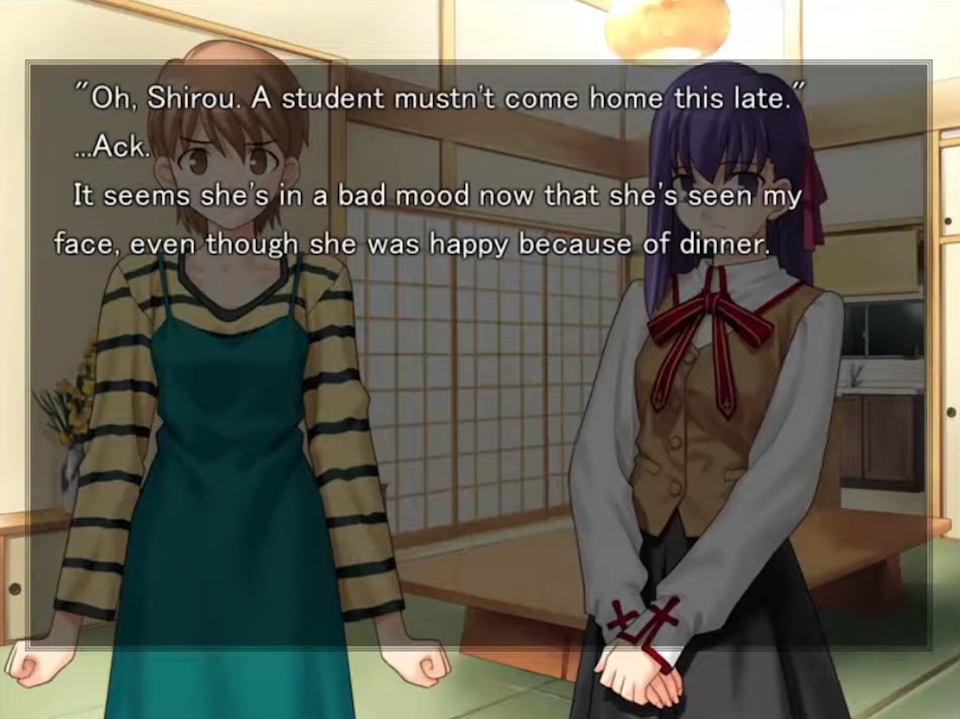 "Oh, Shirou. A student mustn't come home this late."
...Ack.
It seems she's in a bad mood now that she's seen my
face, even though she was happy because of dinner.